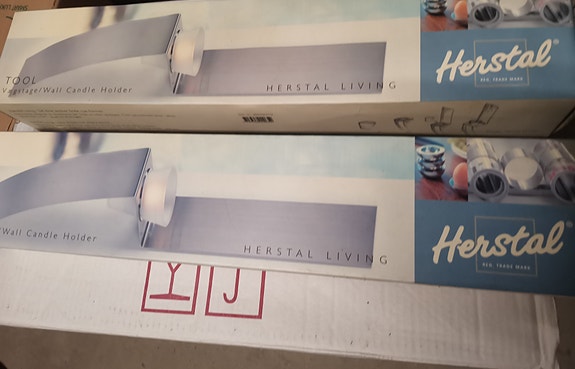 TOOL
Vægstage/Wall Candle Holder
HERSTAL LIVING
Herstal
REG. TRADE MARK
/Wall Candle Holder
HERSTAL LIVING
Herstal
REG. TRADE MARK